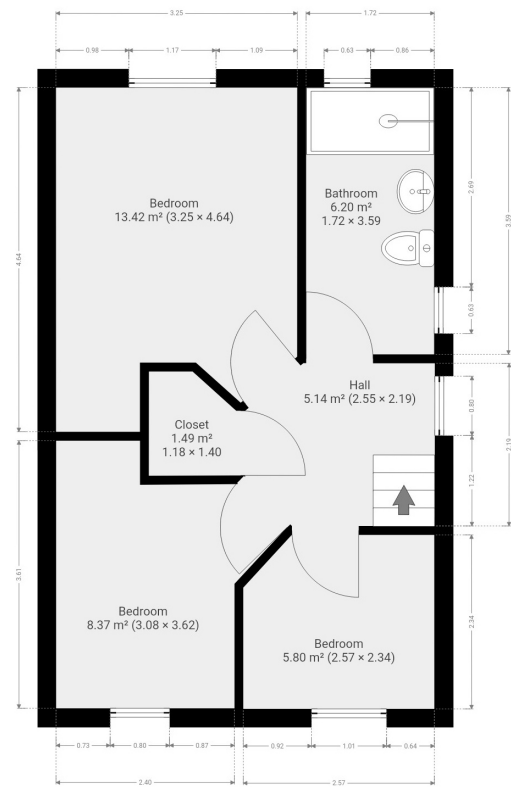 3.25
1.72
0.98
1.17
1.09
0.63
0.86
Bedroom
13.42 m² (3.25 × 4.64)
Bathroom
6.20 m²
1.72 × 3.59
2.69
3.59
4.64
0.63
Hall
5.14 m² (2.55 × 2.19)
0.80
2.19
Closet
1.49 m²
1.18 × 1.40
1.22
3.61
Bedroom
8.37 m² (3.08 × 3.62)
Bedroom
5.80 m² (2.57 × 2.34)
2.34
0.73
0.80
0.87
0.92
1.01
0.64
2.40
2.57